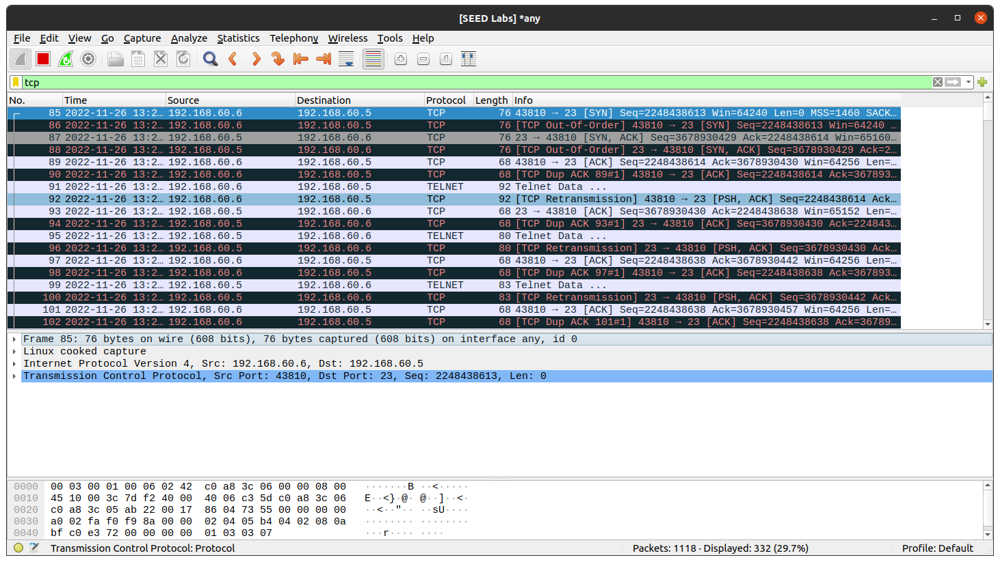 [SEED Labs] *any
File Edit View Go Capture Analyze Statistics Telephony Wireless Tools Help
tcp
No. Time Source Destination Protocol Length Info
85 2022-11-26 13:2… 192.168.60.6 192.168.60.5 TCP 76 43810 → 23 [SYN] Seq=2248438613 Win=64240 Len=0 MSS=1460 SACK…
86 2022-11-26 13:2… 192.168.60.6 192.168.60.5 TCP 76 [TCP Out-Of-Order] 43810 → 23 [SYN] Seq=2248438613 Win=64240 …
87 2022-11-26 13:2… 192.168.60.5 192.168.60.6 TCP 76 23 → 43810 [SYN, ACK] Seq=3678930429 Ack=2248438614 Win=65160…
88 2022-11-26 13:2… 192.168.60.5 192.168.60.6 TCP 76 [TCP Out-Of-Order] 23 → 43810 [SYN, ACK] Seq=3678930429 Ack=2…
89 2022-11-26 13:2… 192.168.60.6 192.168.60.5 TCP 68 43810 → 23 [ACK] Seq=2248438614 Ack=3678930430 Win=64256 Len=…
90 2022-11-26 13:2… 192.168.60.6 192.168.60.5 TCP 68 [TCP Dup ACK 89#1] 43810 → 23 [ACK] Seq=2248438614 Ack=367893…
91 2022-11-26 13:2… 192.168.60.6 192.168.60.5 TELNET 92 Telnet Data ...
92 2022-11-26 13:2… 192.168.60.6 192.168.60.5 TCP 92 [TCP Retransmission] 43810 → 23 [PSH, ACK] Seq=2248438614 Ack…
93 2022-11-26 13:2… 192.168.60.5 192.168.60.6 TCP 68 23 → 43810 [ACK] Seq=3678930430 Ack=2248438638 Win=65152 Len=…
94 2022-11-26 13:2… 192.168.60.5 192.168.60.6 TCP 68 [TCP Dup ACK 93#1] 23 → 43810 [ACK] Seq=3678930430 Ack=224843…
95 2022-11-26 13:2… 192.168.60.5 192.168.60.6 TELNET 80 Telnet Data ...
96 2022-11-26 13:2… 192.168.60.5 192.168.60.6 TCP 80 [TCP Retransmission] 23 → 43810 [PSH, ACK] Seq=3678930430 Ack…
97 2022-11-26 13:2… 192.168.60.6 192.168.60.5 TCP 68 43810 → 23 [ACK] Seq=2248438638 Ack=3678930442 Win=64256 Len=…
98 2022-11-26 13:2… 192.168.60.6 192.168.60.5 TCP 68 [TCP Dup ACK 97#1] 43810 → 23 [ACK] Seq=2248438638 Ack=367893…
99 2022-11-26 13:2… 192.168.60.5 192.168.60.6 TELNET 83 Telnet Data ...
100 2022-11-26 13:2… 192.168.60.5 192.168.60.6 TCP 83 [TCP Retransmission] 23 → 43810 [PSH, ACK] Seq=3678930442 Ack…
101 2022-11-26 13:2… 192.168.60.6 192.168.60.5 TCP 68 43810 → 23 [ACK] Seq=2248438638 Ack=3678930457 Win=64256 Len=…
102 2022-11-26 13:2… 192.168.60.6 192.168.60.5 TCP 68 [TCP Dup ACK 101#1] 43810 → 23 [ACK] Seq=2248438638 Ack=36789…
Frame 85: 76 bytes on wire (608 bits), 76 bytes captured (608 bits) on interface any, id 0
Linux cooked capture
Internet Protocol Version 4, Src: 192.168.60.6, Dst: 192.168.60.5
Transmission Control Protocol, Src Port: 43810, Dst Port: 23, Seq: 2248438613, Len: 0
0000 00 03 00 01 00 06 02 42 c0 a8 3c 06 00 00 08 00 ·······B ··<·····
0010 45 10 00 3c 7d f2 40 00 40 06 c3 5d c0 a8 3c 06 E··<}·@· @··]··<·
0020 c0 a8 3c 05 ab 22 00 17 86 04 73 55 00 00 00 00 ··<··"·· ··sU····
0030 a0 02 fa f0 f9 8a 00 00 02 04 05 b4 04 02 08 0a ········ ········
0040 bf c0 e3 72 00 00 00 00 01 03 03 07 ···r···· ····
Transmission Control Protocol: Protocol Packets: 1118 · Displayed: 332 (29.7%) Profile: Default